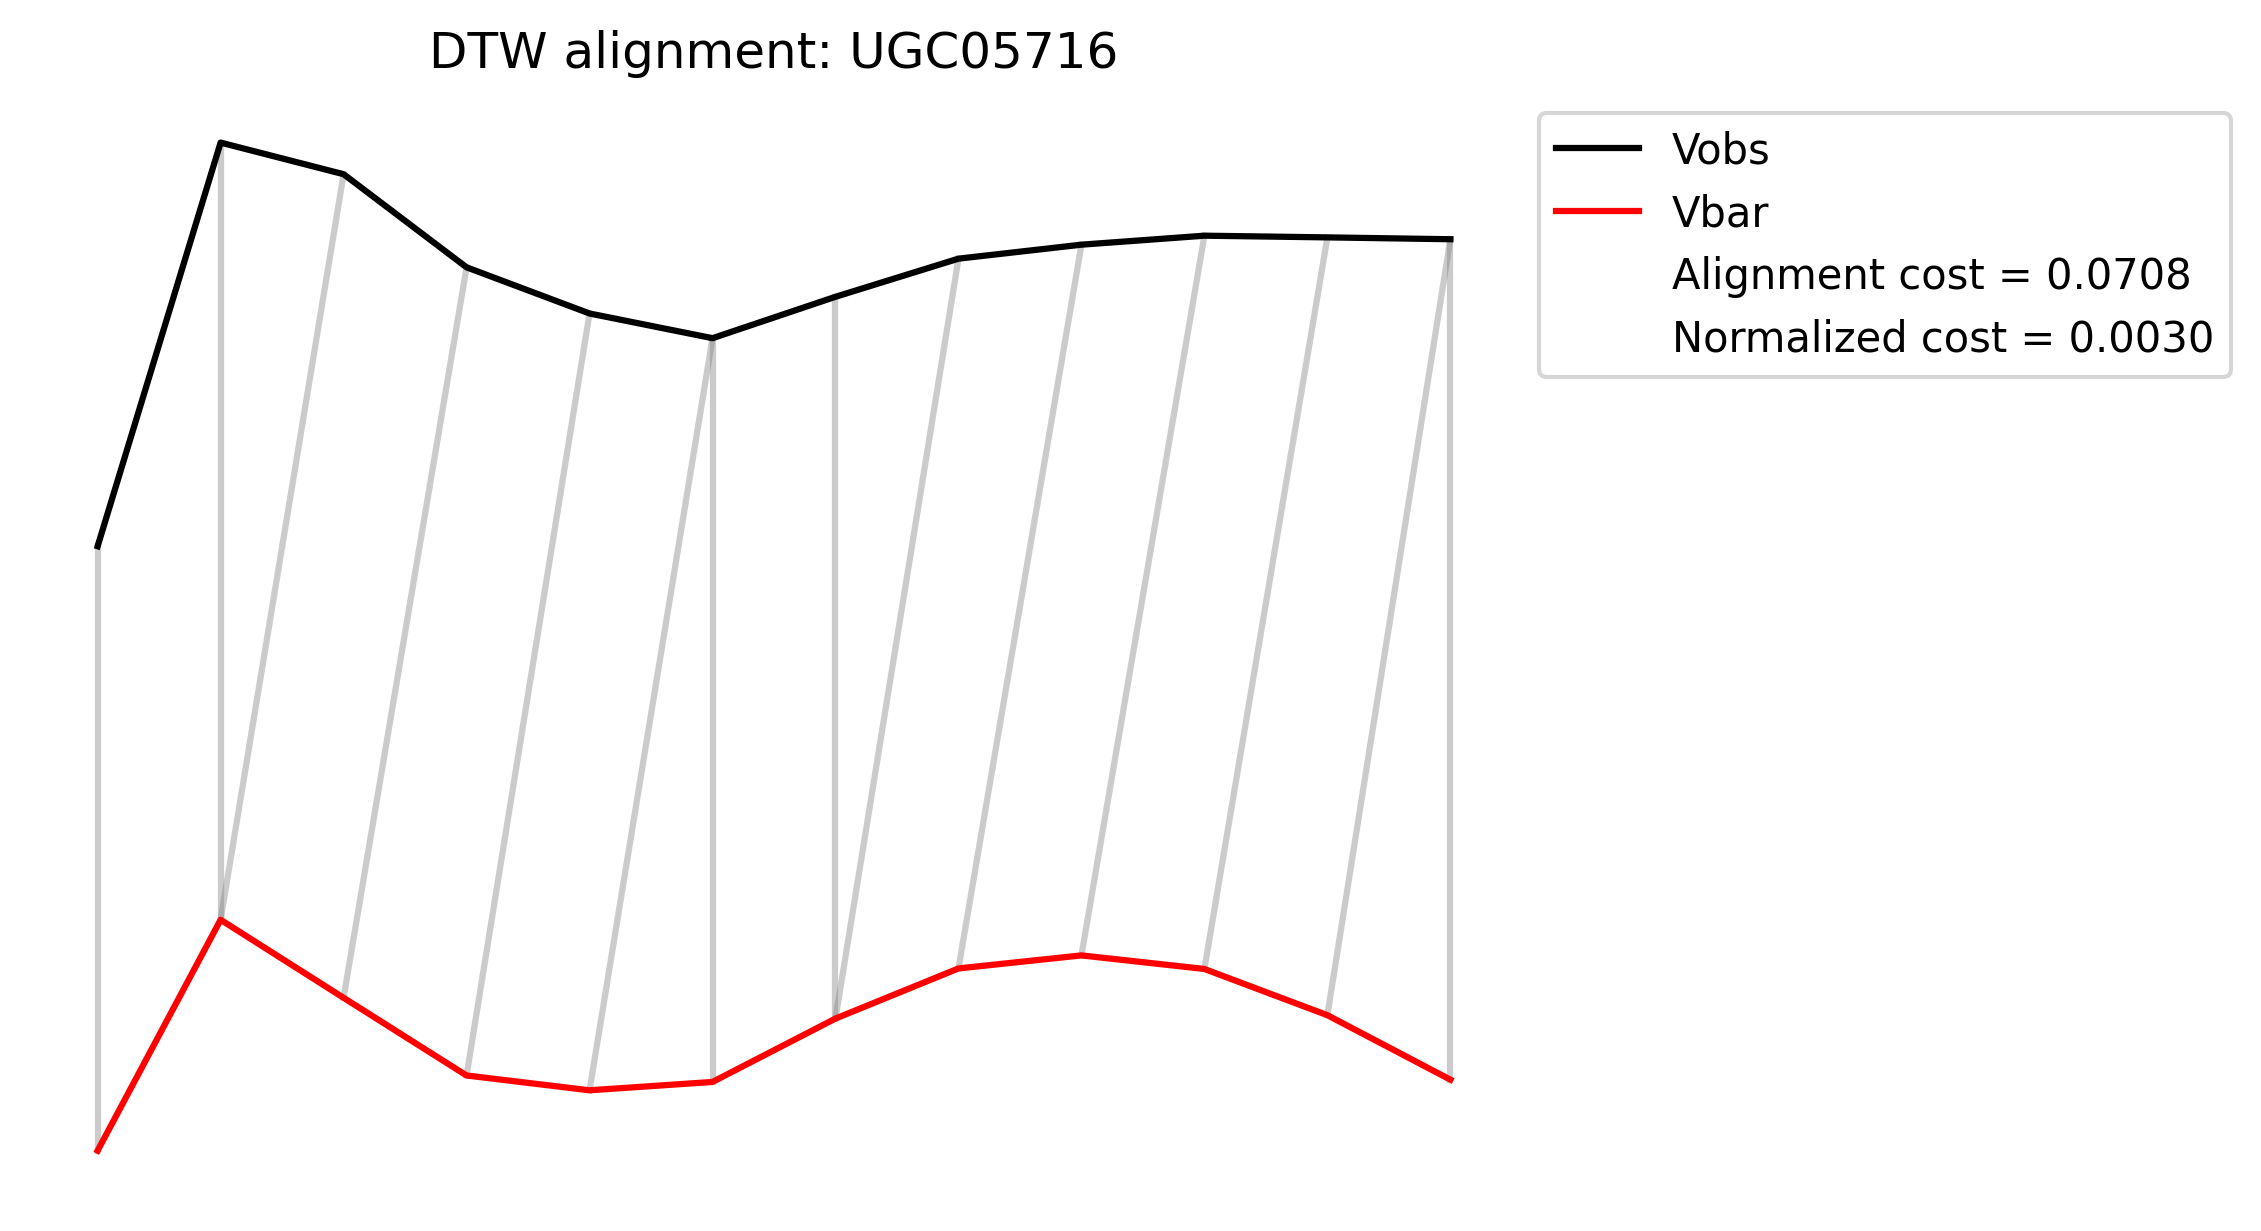 DTW alignment: UGC05716
Vobs
Vbar
Alignment cost = 0.0708
Normalized cost = 0.0030